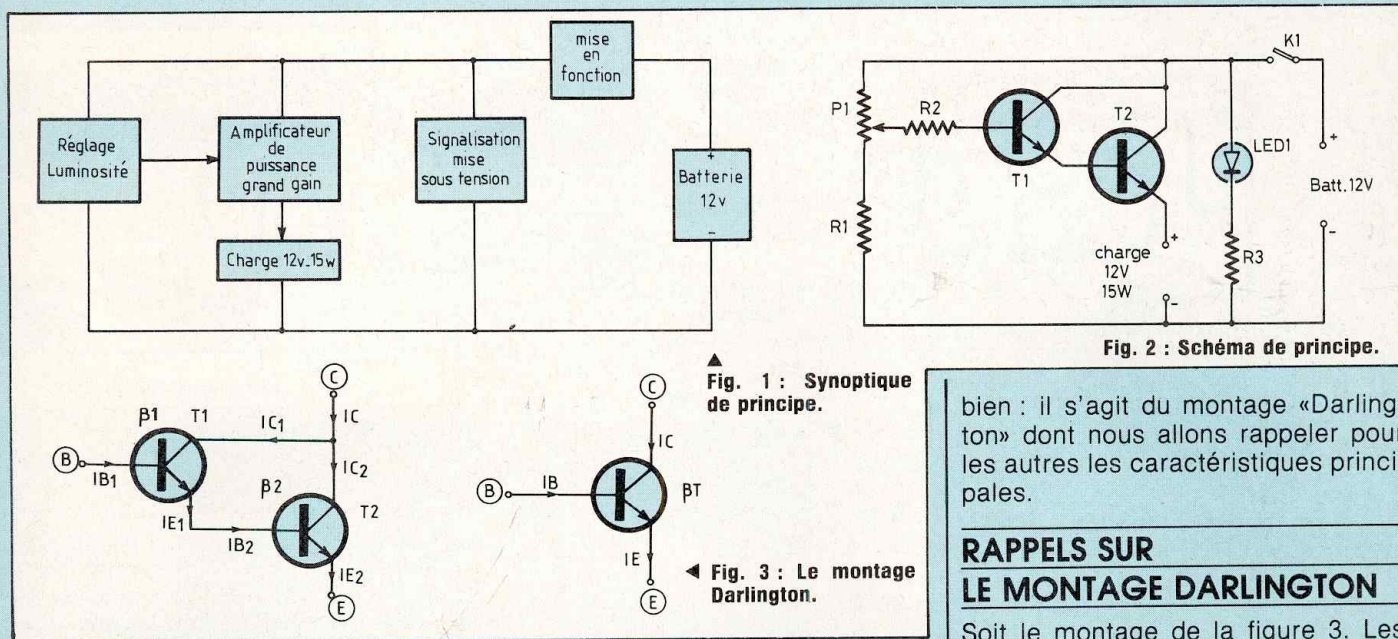 mise
en
fonction
Réglage
Luminosité
Amplificateur
de
puissance
grand gain
Signalisation
mise
sous tension
+
Batterie
12v
-
Charge 12v_15w
K1
P1
R2
T1
T2
LED1
+
Batt.12V
-
R1
+
charge
12V
15W
-
R3
Fig. 2 : Schéma de principe.
▲
Fig. 1 : Synoptique
de principe.
C
β1 T1
IC1
IC
B
IB1
IC2
β2
T2
IE1
IB2
IE2
E
C
IC
B
IB
βT
IE
E
◄ Fig. 3 : Le montage
Darlington.
bien : il s'agit du montage «Darling-
ton» dont nous allons rappeler pour
les autres les caractéristiques princi-
pales.
RAPPELS SUR
LE MONTAGE DARLINGTON
Soit le montage de la figure 3. Les